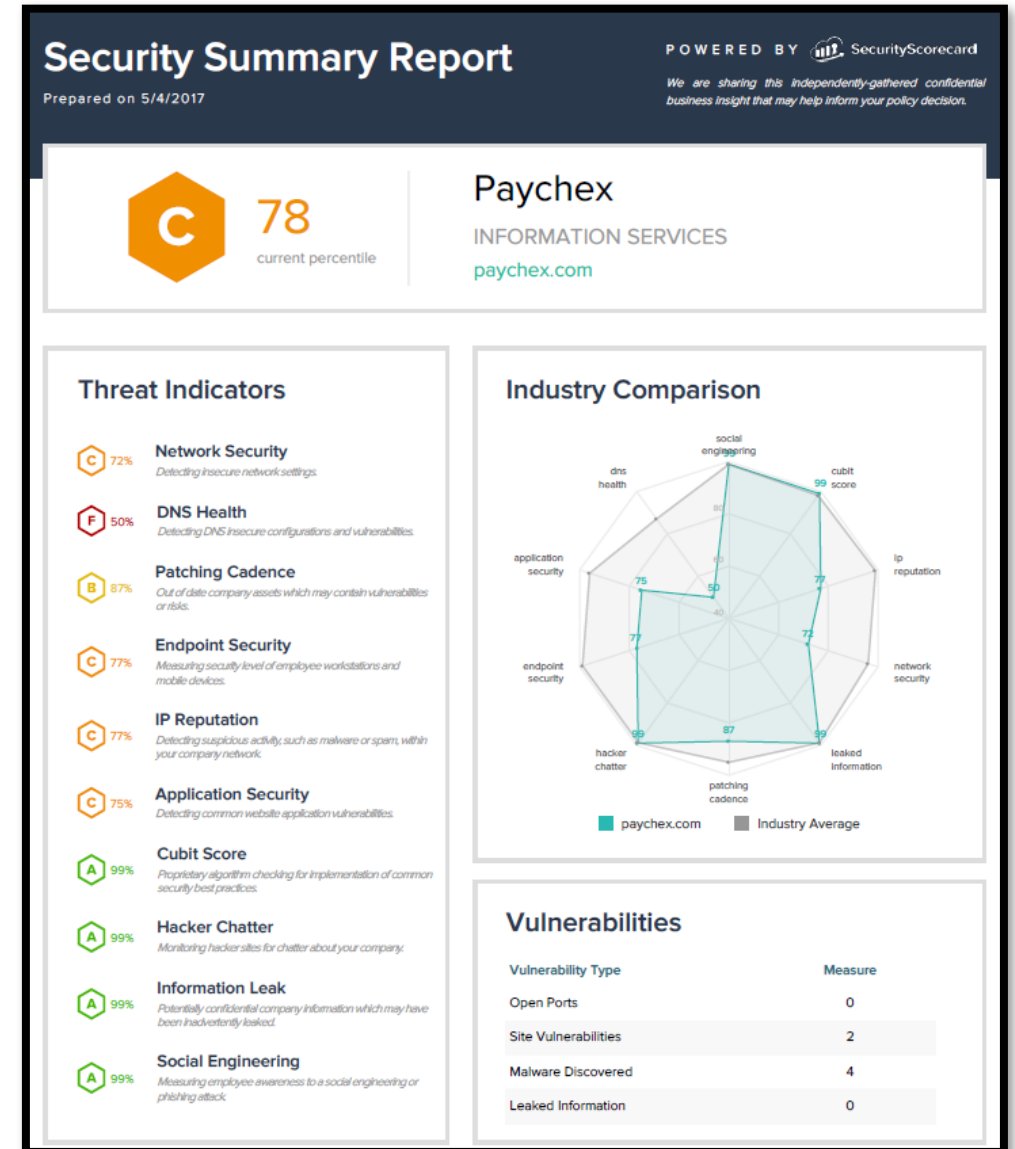 Security Summary Report
Prepared on 5/4/2017
POWERED BY SecurityScorecard
We are sharing this independently-gathered confidential
business insight that may help inform your policy decision.
C
78
current percentile
Paychex
INFORMATION SERVICES
paychex.com
Threat Indicators
C 72% Network Security
Detecting insecure network settings.
F 50% DNS Health
Detecting DNS insecure configurations and vulnerabilities.
B 87% Patching Cadence
Out of date company assets which may contain vulnerabilities
or risks.
C 77% Endpoint Security
Measuring security level of employee workstations and
mobile devices.
C 77% IP Reputation
Detecting suspicious activity, such as malware or spam, within
your company network.
C 75% Application Security
Detecting common website application vulnerabilities.
A 99% Cubit Score
Proprietary algorithm checking for implementation of common
security best practices.
A 99% Hacker Chatter
Monitoring hacker sites for chatter about your company.
A 99% Information Leak
Potentially confidential company information which may have
been inadvertently leaked.
A 99% Social Engineering
Measuring employee awareness to a social engineering or
phishing attack.
Industry Comparison
social
engineering
99
dns
health
cubit
score
99
80
application
security
60
ip
reputation
75
50
77
40
77
72
endpoint
security
network
security
99
87
99
hacker
chatter
leaked
information
patching
cadence
paychex.com
Industry Average
Vulnerabilities
Vulnerability Type Measure
Open Ports 0
Site Vulnerabilities 2
Malware Discovered 4
Leaked Information 0